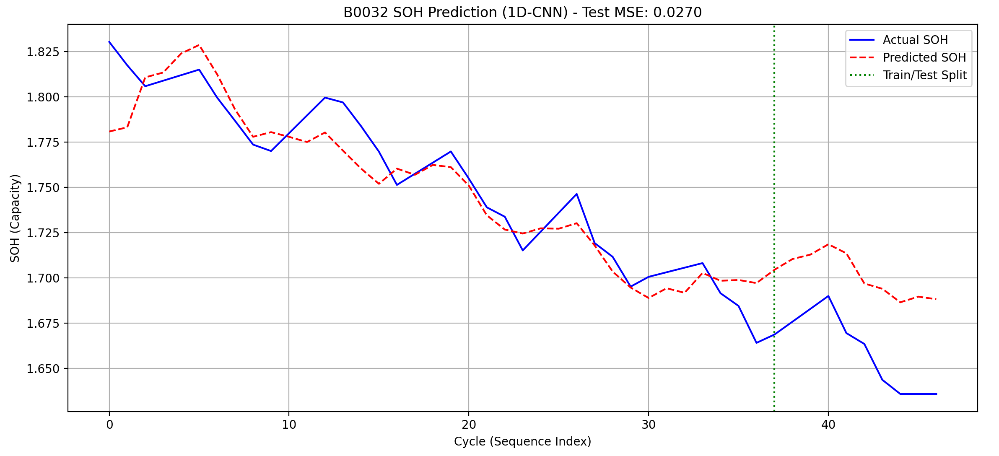 B0032 SOH Prediction (1D-CNN) - Test MSE: 0.0270
Actual SOH
Predicted SOH
Train/Test Split
SOH (Capacity)
1.825
1.800
1.775
1.750
1.725
1.700
1.675
1.650
0 10 20 30 40
Cycle (Sequence Index)